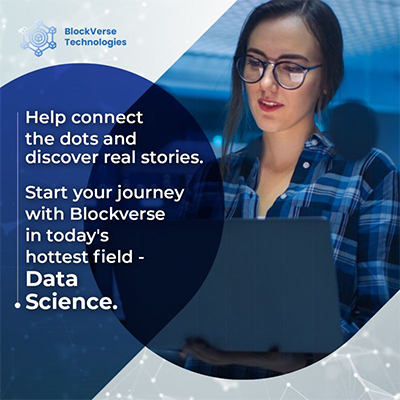 BlockVerse
Technologies
Help connect
the dots and
discover real stories.
Start your journey
with Blockverse
in today's
hottest field -
Data
Science.